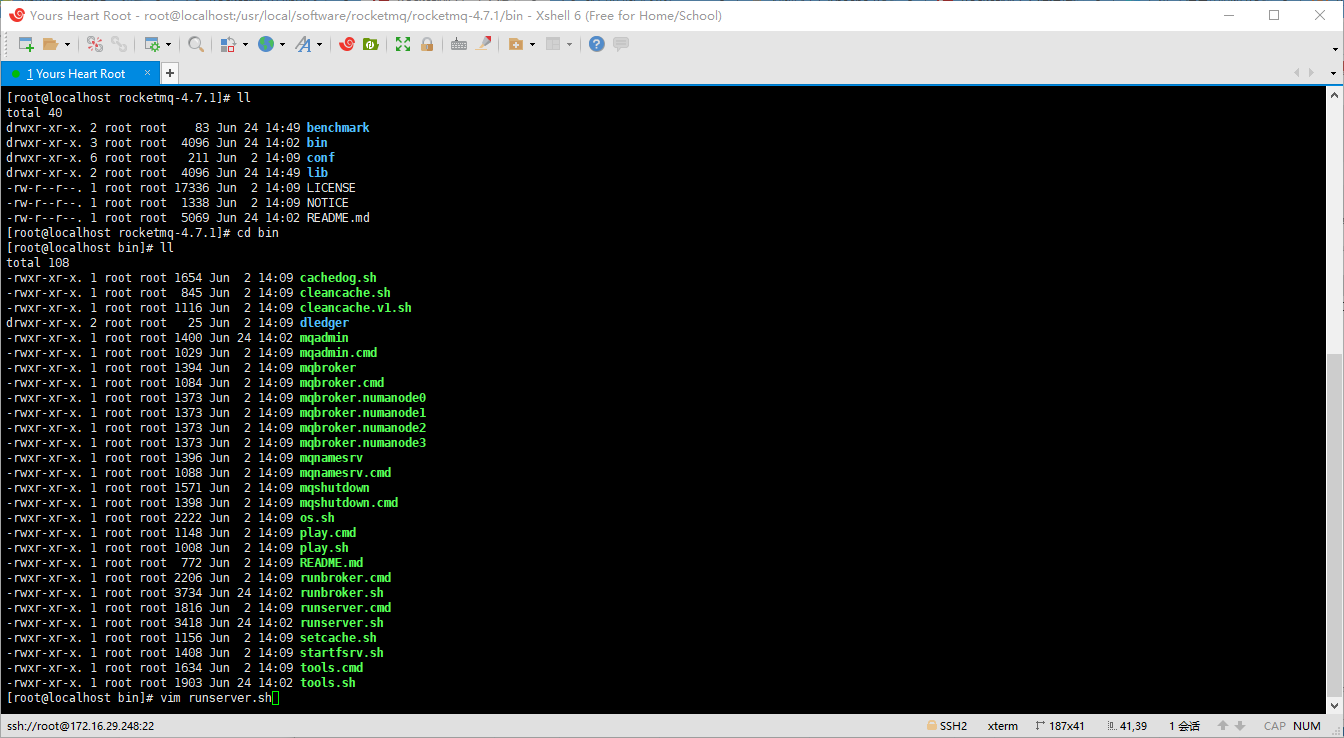 Yours Heart Root - root@localhost:/usr/local/software/rocketmq/rocketmq-4.7.1/bin - Xshell 6 (Free for Home/School)
1 Yours Heart Root × +
[root@localhost rocketmq-4.7.1]# ll
total 40
drwxr-xr-x. 2 root root    83 Jun 24 14:49 benchmark
drwxr-xr-x. 3 root root  4096 Jun 24 14:02 bin
drwxr-xr-x. 6 root root   211 Jun  2 14:09 conf
drwxr-xr-x. 2 root root  4096 Jun 24 14:49 lib
-rw-r--r--. 1 root root 17336 Jun  2 14:09 LICENSE
-rw-r--r--. 1 root root  1338 Jun  2 14:09 NOTICE
-rw-r--r--. 1 root root  5069 Jun 24 14:02 README.md
[root@localhost rocketmq-4.7.1]# cd bin
[root@localhost bin]# ll
total 108
-rwxr-xr-x. 1 root root 1654 Jun  2 14:09 cachedog.sh
-rwxr-xr-x. 1 root root  845 Jun  2 14:09 cleancache.sh
-rwxr-xr-x. 1 root root 1116 Jun  2 14:09 cleancache.v1.sh
drwxr-xr-x. 2 root root   25 Jun  2 14:09 dledger
-rwxr-xr-x. 1 root root 1400 Jun 24 14:02 mqadmin
-rwxr-xr-x. 1 root root 1029 Jun  2 14:09 mqadmin.cmd
-rwxr-xr-x. 1 root root 1394 Jun  2 14:09 mqbroker
-rwxr-xr-x. 1 root root 1084 Jun  2 14:09 mqbroker.cmd
-rwxr-xr-x. 1 root root 1373 Jun  2 14:09 mqbroker.numanode0
-rwxr-xr-x. 1 root root 1373 Jun  2 14:09 mqbroker.numanode1
-rwxr-xr-x. 1 root root 1373 Jun  2 14:09 mqbroker.numanode2
-rwxr-xr-x. 1 root root 1373 Jun  2 14:09 mqbroker.numanode3
-rwxr-xr-x. 1 root root 1396 Jun  2 14:09 mqnamesrv
-rwxr-xr-x. 1 root root 1088 Jun  2 14:09 mqnamesrv.cmd
-rwxr-xr-x. 1 root root 1571 Jun  2 14:09 mqshutdown
-rwxr-xr-x. 1 root root 1398 Jun  2 14:09 mqshutdown.cmd
-rwxr-xr-x. 1 root root 2222 Jun  2 14:09 os.sh
-rwxr-xr-x. 1 root root 1148 Jun  2 14:09 play.cmd
-rwxr-xr-x. 1 root root 1008 Jun  2 14:09 play.sh
-rwxr-xr-x. 1 root root  772 Jun  2 14:09 README.md
-rwxr-xr-x. 1 root root 2206 Jun  2 14:09 runbroker.cmd
-rwxr-xr-x. 1 root root 3734 Jun 24 14:02 runbroker.sh
-rwxr-xr-x. 1 root root 1816 Jun  2 14:09 runserver.cmd
-rwxr-xr-x. 1 root root 3418 Jun 24 14:02 runserver.sh
-rwxr-xr-x. 1 root root 1156 Jun  2 14:09 setcache.sh
-rwxr-xr-x. 1 root root 1408 Jun  2 14:09 startfsrv.sh
-rwxr-xr-x. 1 root root 1634 Jun  2 14:09 tools.cmd
-rwxr-xr-x. 1 root root 1903 Jun 24 14:02 tools.sh
[root@localhost bin]# vim runserver.sh
ssh://root@172.16.29.248:22 SSH2 xterm 187x41 41,39 1 会话 CAP NUM